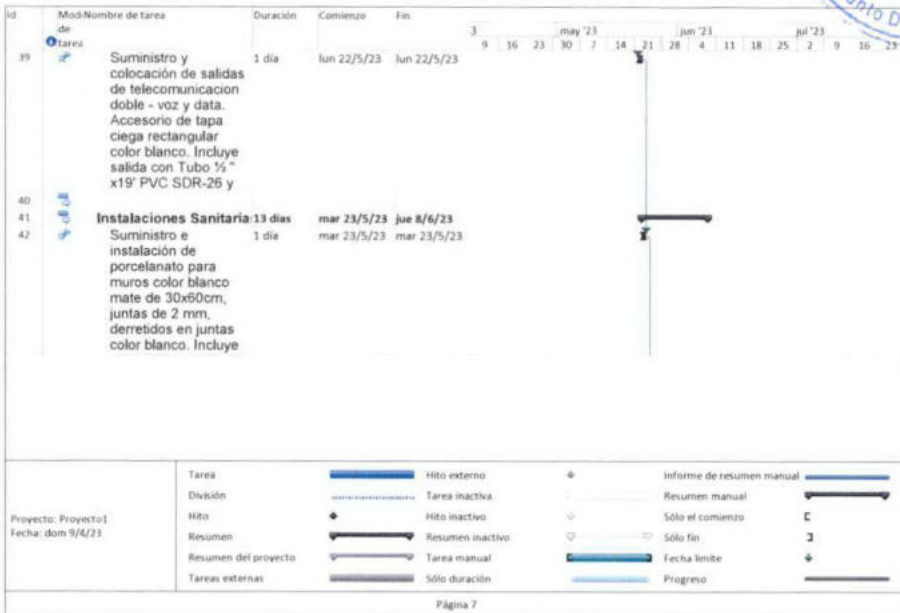 Id Mod Nombre de tarea Duración Comienzo Fin
de
tarea
3 may '23 jun '23 jul '23
9 16 23 30 7 14 21 28 4 11 18 25 2 9 16 23
39 Suministro y 1 día lun 22/5/23 lun 22/5/23
colocación de salidas
de telecomunicacion
doble - voz y data.
Accesorio de tapa
ciega rectangular
color blanco. Incluye
salida con Tubo ½ "
x19' PVC SDR-26 y
40
41 Instalaciones Sanitaria 13 días mar 23/5/23 jue 8/6/23
42 Suministro e 1 día mar 23/5/23 mar 23/5/23
instalación de
porcelanato para
muros color blanco
mate de 30x60cm,
juntas de 2 mm,
derretidos en juntas
color blanco. Incluye
Proyecto: Proyecto1
Fecha: dom 9/4/23
Tarea Hito externo Informe de resumen manual
División Tarea inactiva Resumen manual
Hito Hito inactivo Sólo el comienzo
Resumen Resumen inactivo Sólo fin
Resumen del proyecto Tarea manual Fecha límite
Tareas externas Sólo duración Progreso
Página 7